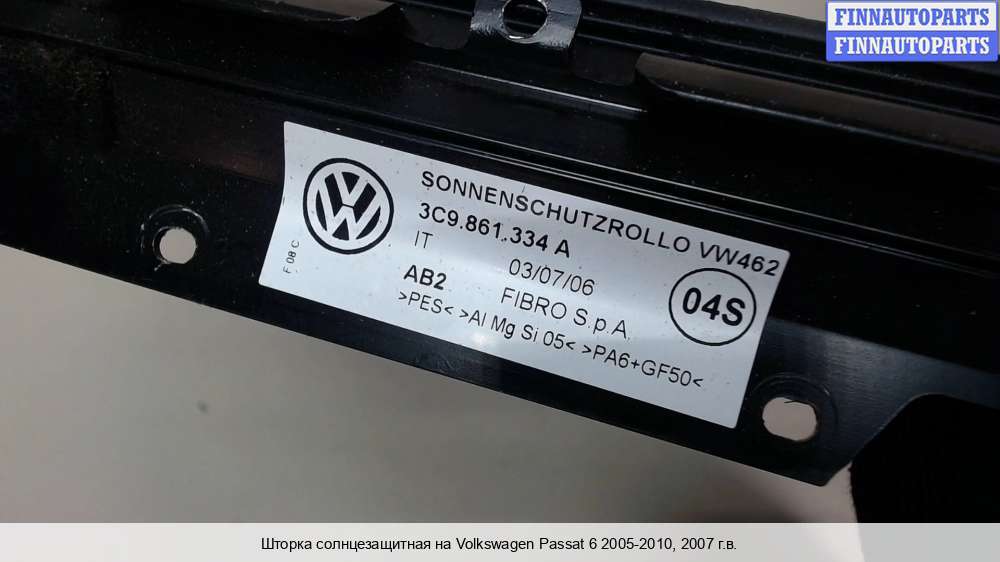 FINNAUTOPARTS
FINNAUTOPARTS
SONNENSCHUTZROLLO VW462
3C9.861.334 A
IT
03/07/06
04S
AB2
FIBRO S.p.A.
>PES< >Al Mg Si 05< >PA6+GF50<
F 08 C
Шторка солнцезащитная на Volkswagen Passat 6 2005-2010, 2007 г.в.